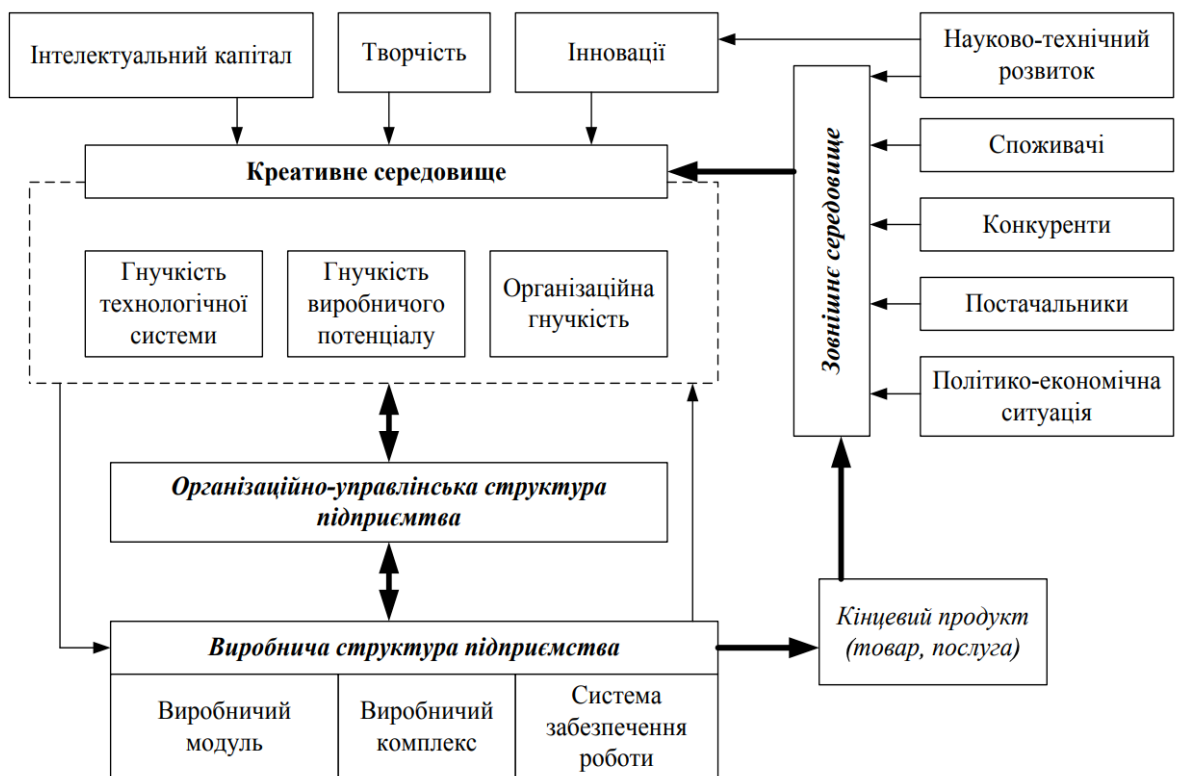 Інтелектуальний капітал
Творчість
Інновації
Науково-технічний
розвиток
Креативне середовище
Зовнішнє середовище
Споживачі
Конкуренти
Постачальники
Політико-економічна
ситуація
Гнучкість
технологічної
системи
Гнучкість
виробничого
потенціалу
Організаційна
гнучкість
Організаційно-управлінська структура
підприємтва
Виробнича структура підприємства
Виробничий
модуль
Виробничий
комплекс
Система
забезпечення
роботи
Кінцевий продукт
(товар, послуга)